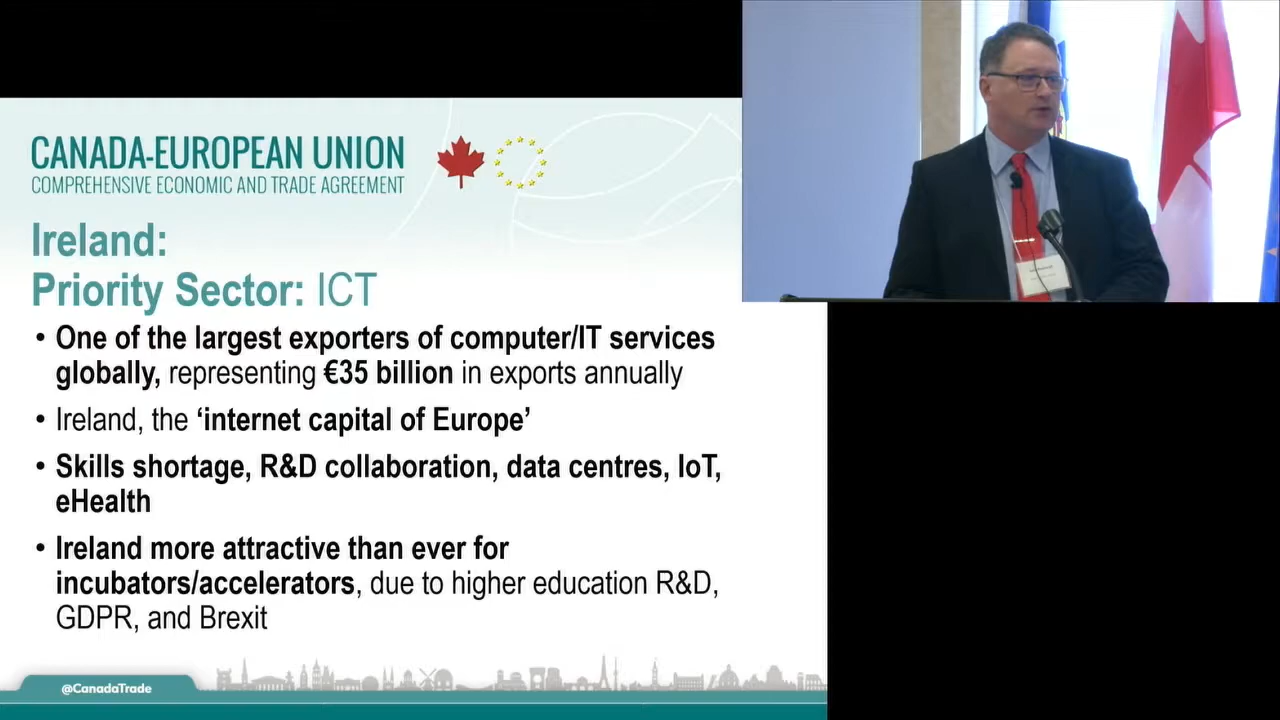 CANADA-EUROPEAN UNION
COMPREHENSIVE ECONOMIC AND TRADE AGREEMENT
Ireland:
Priority Sector: ICT
• One of the largest exporters of computer/IT services
globally, representing €35 billion in exports annually
• Ireland, the ‘internet capital of Europe’
• Skills shortage, R&D collaboration, data centres, IoT,
eHealth
• Ireland more attractive than ever for
incubators/accelerators, due to higher education R&D,
GDPR, and Brexit
@CanadaTrade